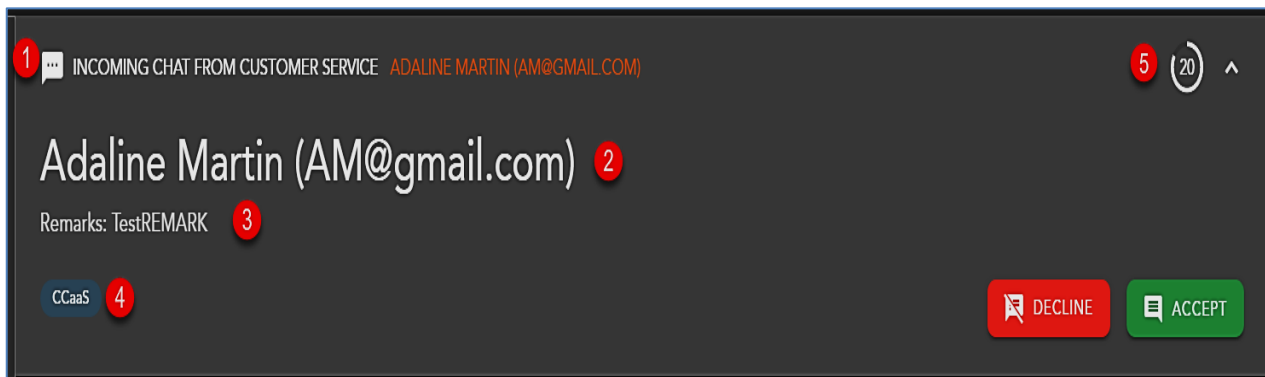 1 INCOMING CHAT FROM CUSTOMER SERVICE ADALINE MARTIN (AM@GMAIL.COM) 5 20
Adaline Martin (AM@gmail.com) 2
Remarks: TestREMARK 3
CCaaS 4
DECLINE ACCEPT